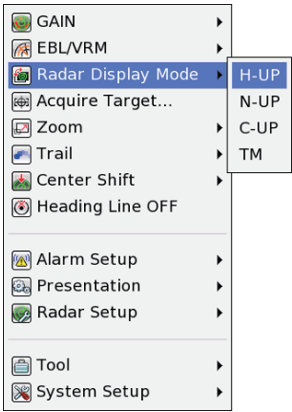 GAIN
EBL/VRM
Radar Display Mode
H-UP
N-UP
C-UP
TM
Acquire Target...
Zoom
Trail
Center Shift
Heading Line OFF
Alarm Setup
Presentation
Radar Setup
Tool
System Setup